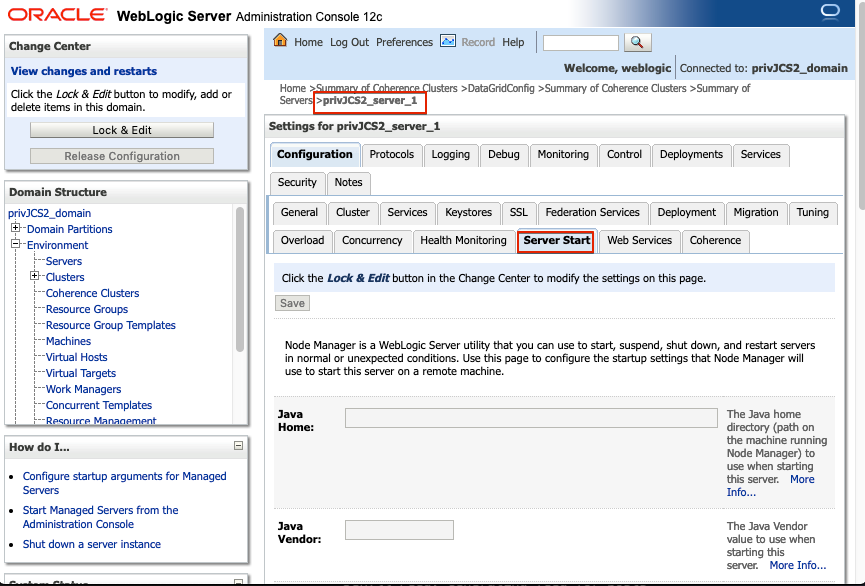 ORACLE® WebLogic Server Administration Console 12c
Change Center
View changes and restarts
Click the Lock & Edit button to modify, add or
delete items in this domain.
Lock & Edit
Release Configuration
Domain Structure
privJCS2_domain
Domain Partitions
Environment
Servers
Clusters
Coherence Clusters
Resource Groups
Resource Group Templates
Machines
Virtual Hosts
Virtual Targets
Work Managers
Concurrent Templates
Resource Management
How do I...
Configure startup arguments for Managed
Servers
Start Managed Servers from the
Administration Console
Shut down a server instance
System Status
Home Log Out Preferences Record Help
Welcome, weblogic Connected to: privJCS2_domain
Home >Summary of Coherence Clusters >DataGridConfig >Summary of Coherence Clusters >Summary of
Servers >privJCS2_server_1
Settings for privJCS2_server_1
Configuration Protocols Logging Debug Monitoring Control Deployments Services
Security Notes
General Cluster Services Keystores SSL Federation Services Deployment Migration Tuning
Overload Concurrency Health Monitoring Server Start Web Services Coherence
Click the Lock & Edit button in the Change Center to modify the settings on this page.
Save
Node Manager is a WebLogic Server utility that you can use to start, suspend, shut down, and restart servers
in normal or unexpected conditions. Use this page to configure the startup settings that Node Manager will
use to start this server on a remote machine.
Java
Home:
The Java home
directory (path on
the machine running
Node Manager) to
use when starting
this server. More
Info...
Java
Vendor:
The Java Vendor
value to use when
starting this
server. More Info...